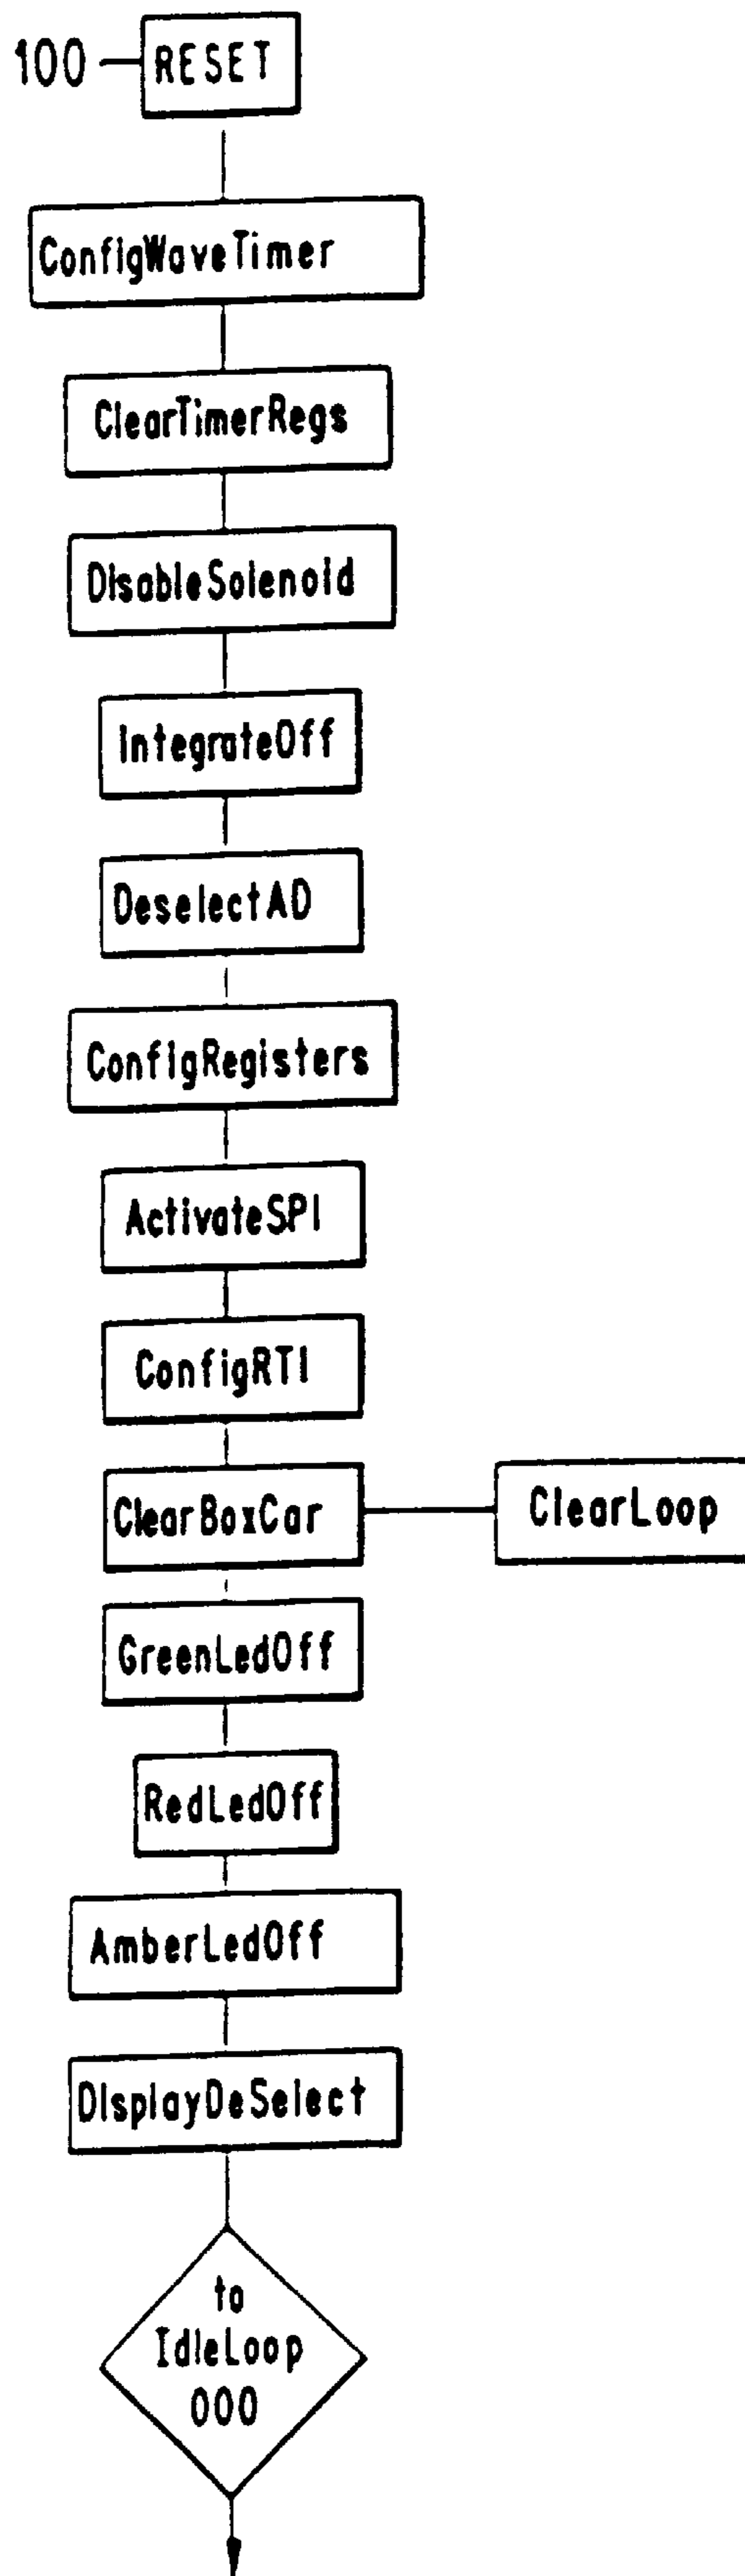 100 RESET
ConfigWaveTimer
ClearTimerRegs
DisableSolenoid
IntegrateOff
DeselectAD
ConfigRegisters
ActivateSPI
ConfigRTI
ClearBoxCar ClearLoop
GreenLedOff
RedLedOff
AmberLedOff
DisplayDeSelect
to
IdleLoop
000